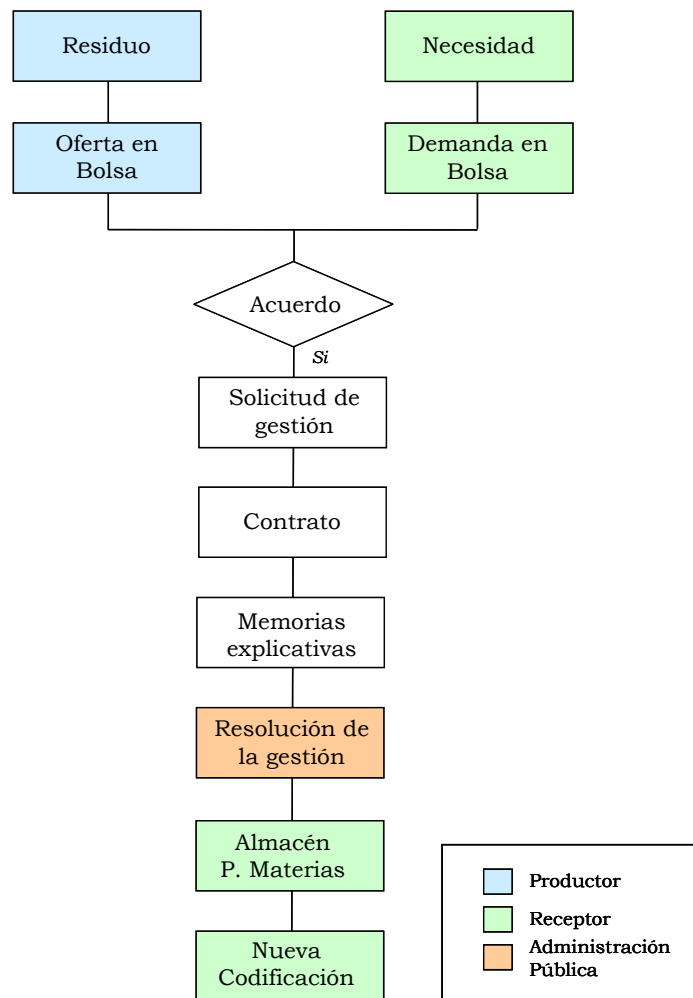 Residuo
Necesidad
Oferta en
Bolsa
Demanda en
Bolsa
Acuerdo
Si
Solicitud de
gestión
Contrato
Memorias
explicativas
Resolución de
la gestión
Almacén
P. Materias
Nueva
Codificación
Productor
Receptor
Administración
Pública